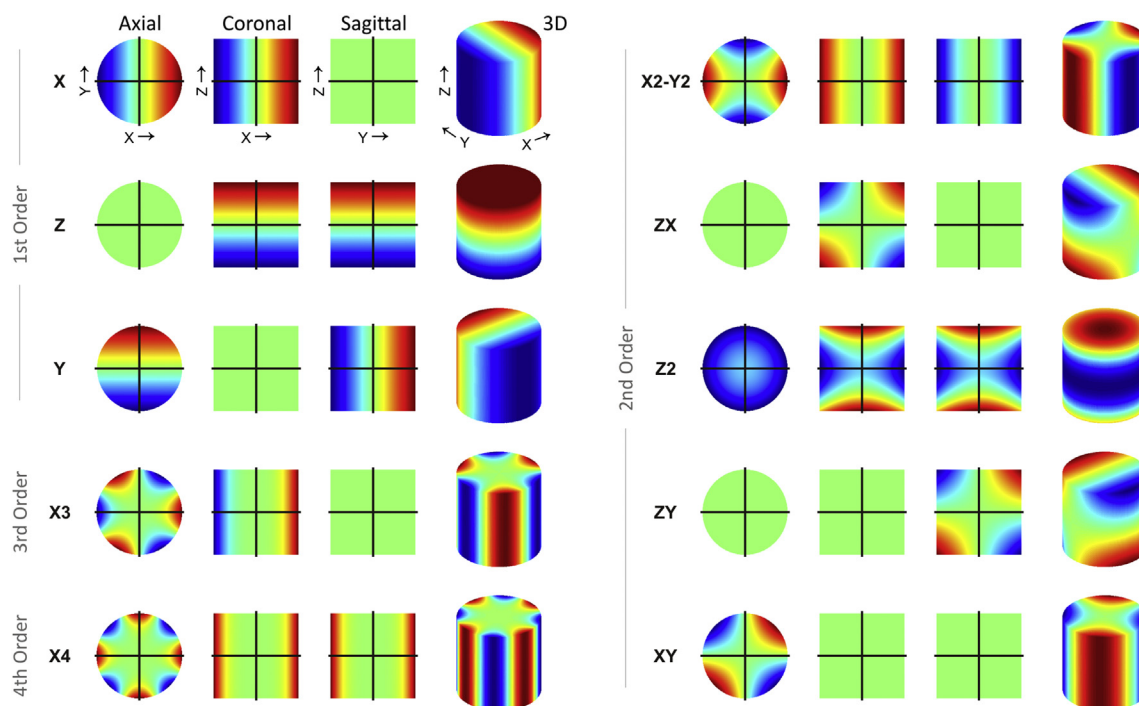 Axial Coronal Sagittal 3D
X
Y→ Z→ Z→ Z→
X→ X→ Y→ ←Y X→
1st Order
Z
Y
3rd Order
X3
4th Order
X4
X2-Y2
ZX
2nd Order
Z2
ZY
XY